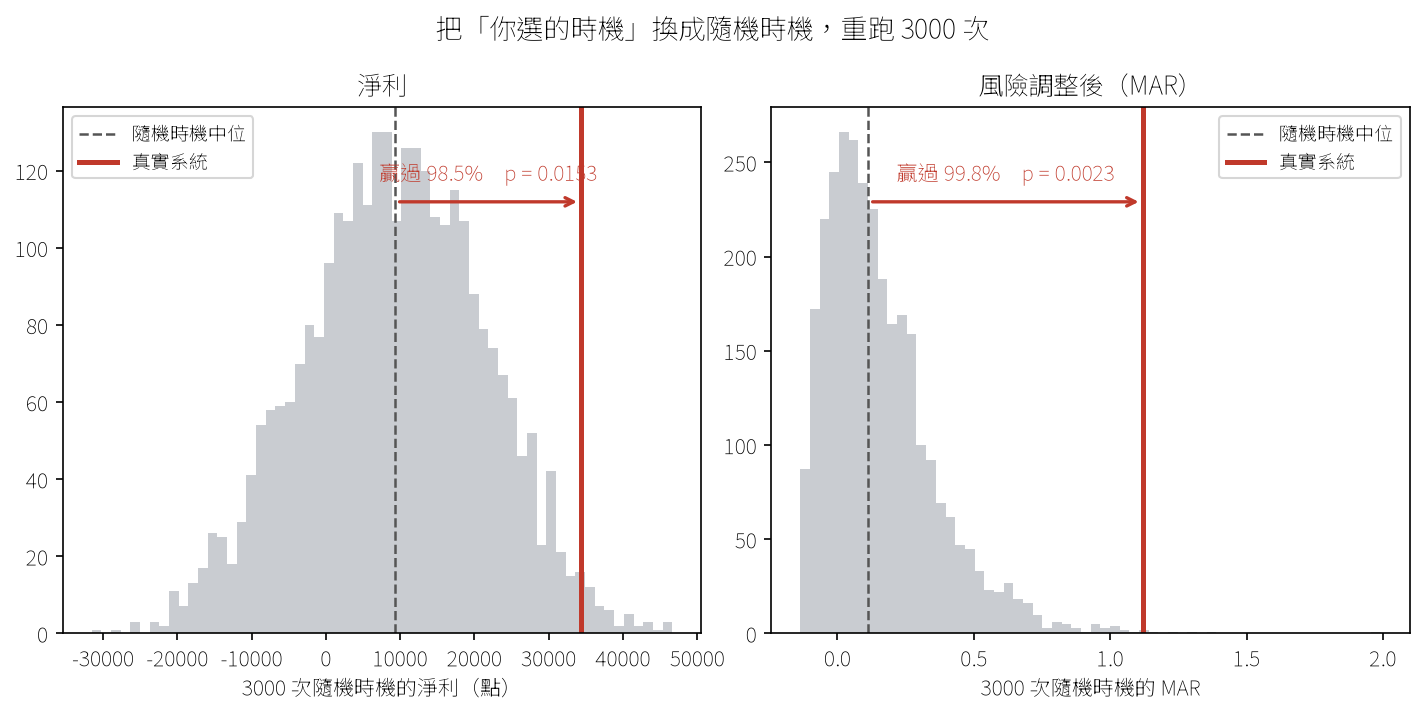 把「你選的時機」換成隨機時機，重跑 3000 次
淨利
隨機時機中位
真實系統
贏過 98.5%　p = 0.0153
120
100
80
60
40
20
0
-30000 -20000 -10000 0 10000 20000 30000 40000 50000
3000 次隨機時機的淨利（點）
風險調整後（MAR）
隨機時機中位
真實系統
贏過 99.8%　p = 0.0023
250
200
150
100
50
0
0.0 0.5 1.0 1.5 2.0
3000 次隨機時機的 MAR